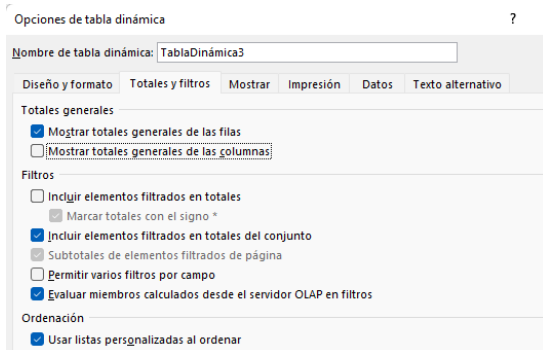 Opciones de tabla dinámica ?
Nombre de tabla dinámica: TablaDinámica3
Diseño y formato Totales y filtros Mostrar Impresión Datos Texto alternativo
Totales generales
Mostrar totales generales de las filas
Mostrar totales generales de las columnas
Filtros
Incluir elementos filtrados en totales
Marcar totales con el signo *
Incluir elementos filtrados en totales del conjunto
Subtotales de elementos filtrados de página
Permitir varios filtros por campo
Evaluar miembros calculados desde el servidor OLAP en filtros
Ordenación
Usar listas personalizadas al ordenar